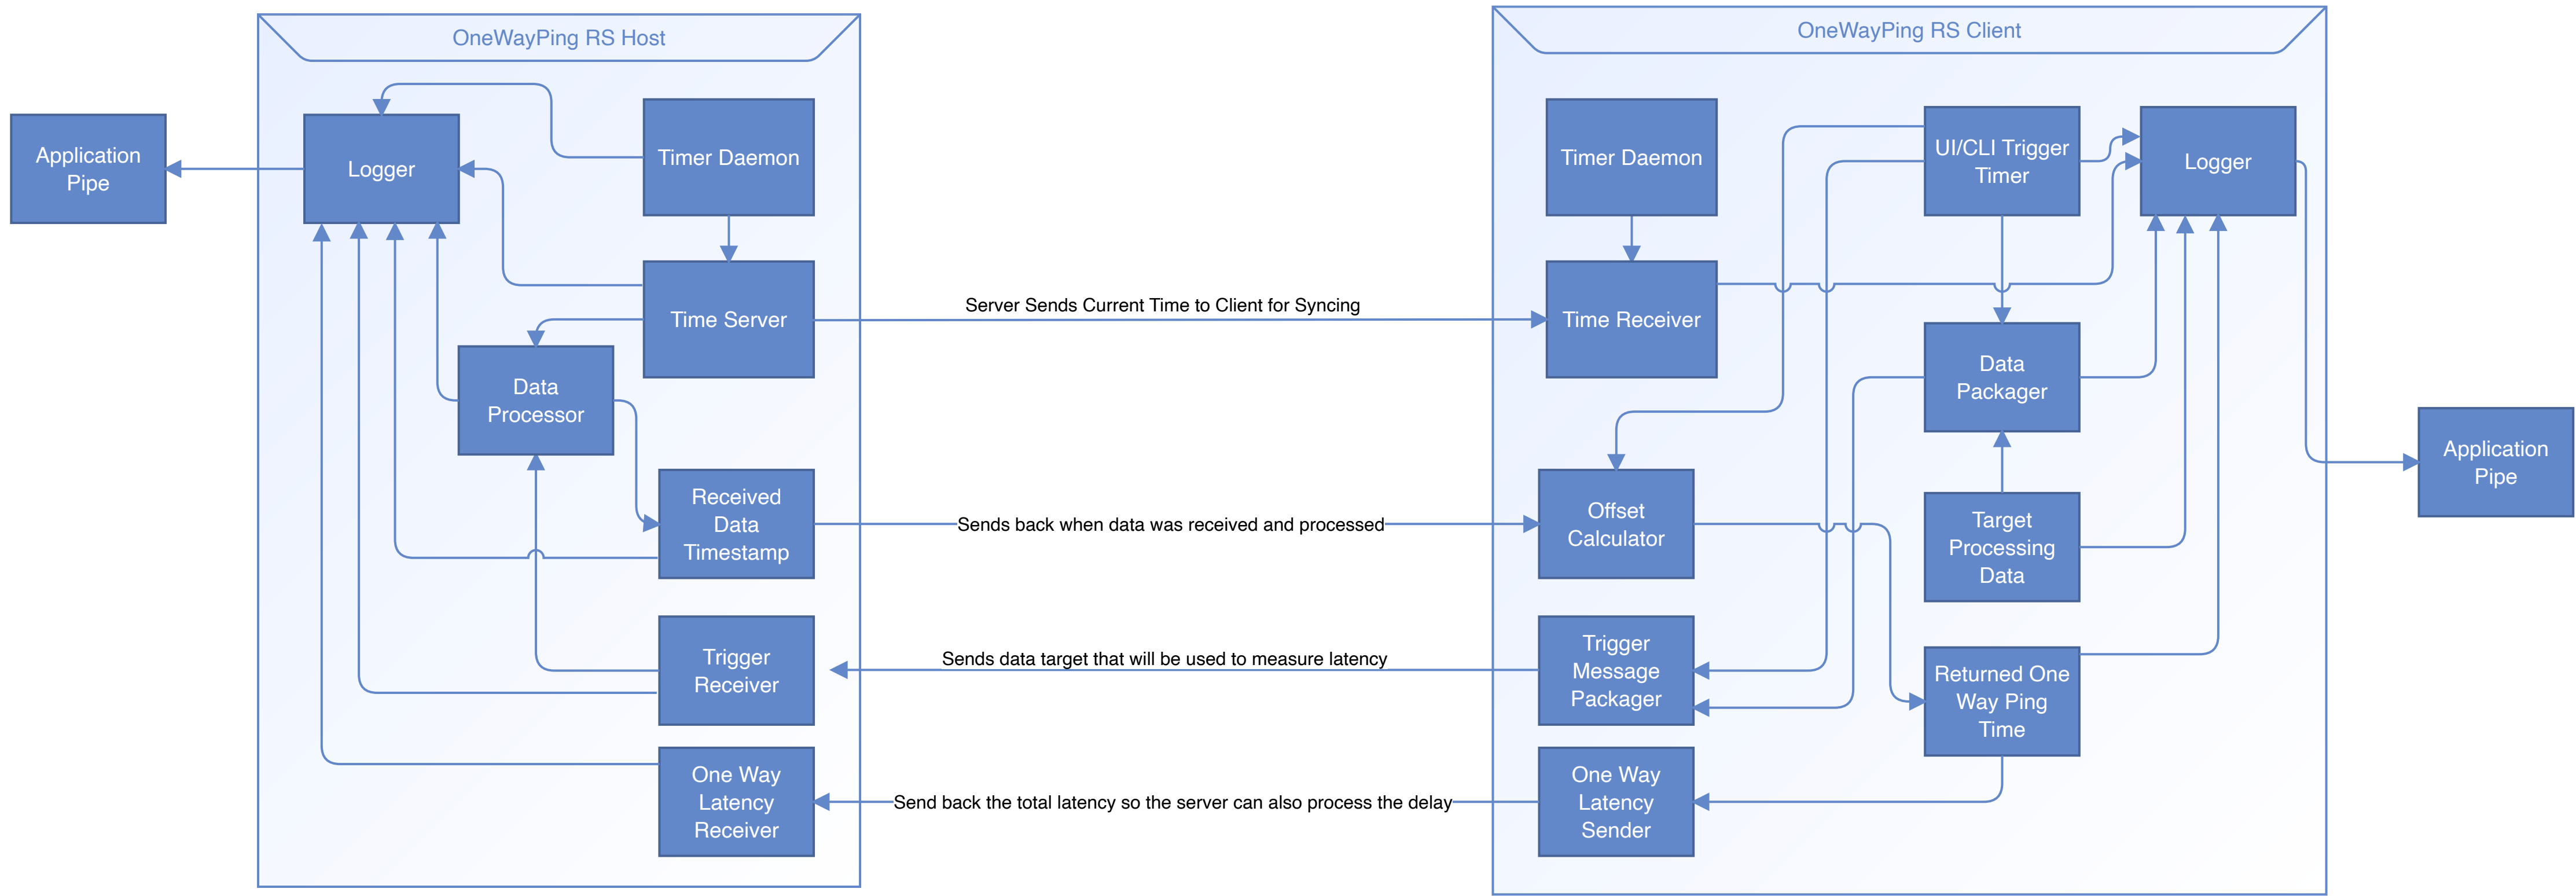 OneWayPing RS Host
Application
Pipe
Logger
Timer Daemon
Time Server
Data
Processor
Received
Data
Timestamp
Trigger
Receiver
One Way
Latency
Receiver
Server Sends Current Time to Client for Syncing
Sends back when data was received and processed
Sends data target that will be used to measure latency
Send back the total latency so the server can also process the delay
OneWayPing RS Client
Timer Daemon
UI/CLI Trigger
Timer
Logger
Time Receiver
Data
Packager
Offset
Calculator
Target
Processing
Data
Trigger
Message
Packager
Returned One
Way Ping
Time
One Way
Latency
Sender
Application
Pipe